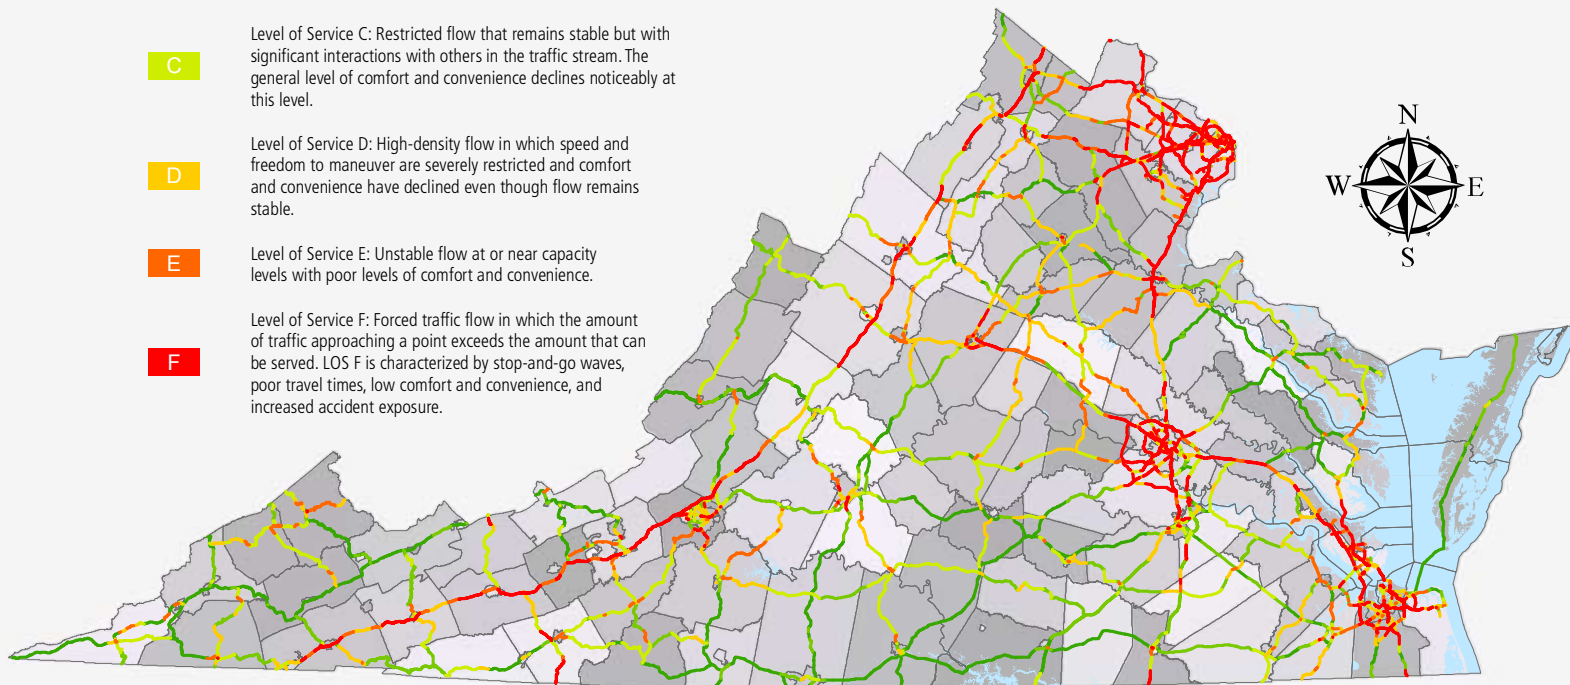 C
Level of Service C: Restricted flow that remains stable but with
significant interactions with others in the traffic stream. The
general level of comfort and convenience declines noticeably at
this level.
D
Level of Service D: High-density flow in which speed and
freedom to maneuver are severely restricted and comfort
and convenience have declined even though flow remains
stable.
E
Level of Service E: Unstable flow at or near capacity
levels with poor levels of comfort and convenience.
F
Level of Service F: Forced traffic flow in which the amount
of traffic approaching a point exceeds the amount that can
be served. LOS F is characterized by stop-and-go waves,
poor travel times, low comfort and convenience, and
increased accident exposure.
N
W
E
S